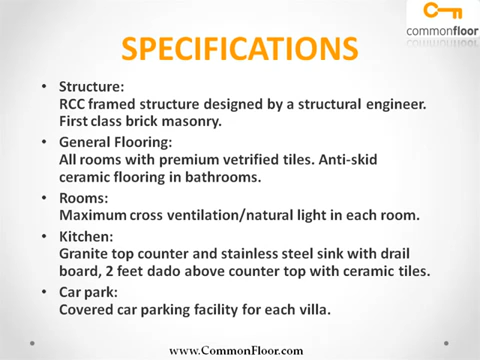 commonfloor
SPECIFICATIONS
• Structure:
RCC framed structure designed by a structural engineer.
First class brick masonry.
• General Flooring:
All rooms with premium vetrified tiles. Anti-skid
ceramic flooring in bathrooms.
• Rooms:
Maximum cross ventilation/natural light in each room.
• Kitchen:
Granite top counter and stainless steel sink with drail
board, 2 feet dado above counter top with ceramic tiles.
• Car park:
Covered car parking facility for each villa.
www.CommonFloor.com